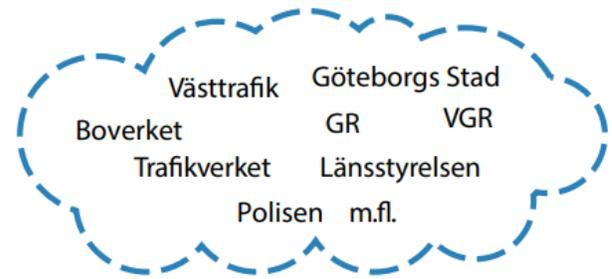 Västtrafik Göteborgs Stad
Boverket GR VGR
Trafikverket Länsstyrelsen
Polisen m.fl.